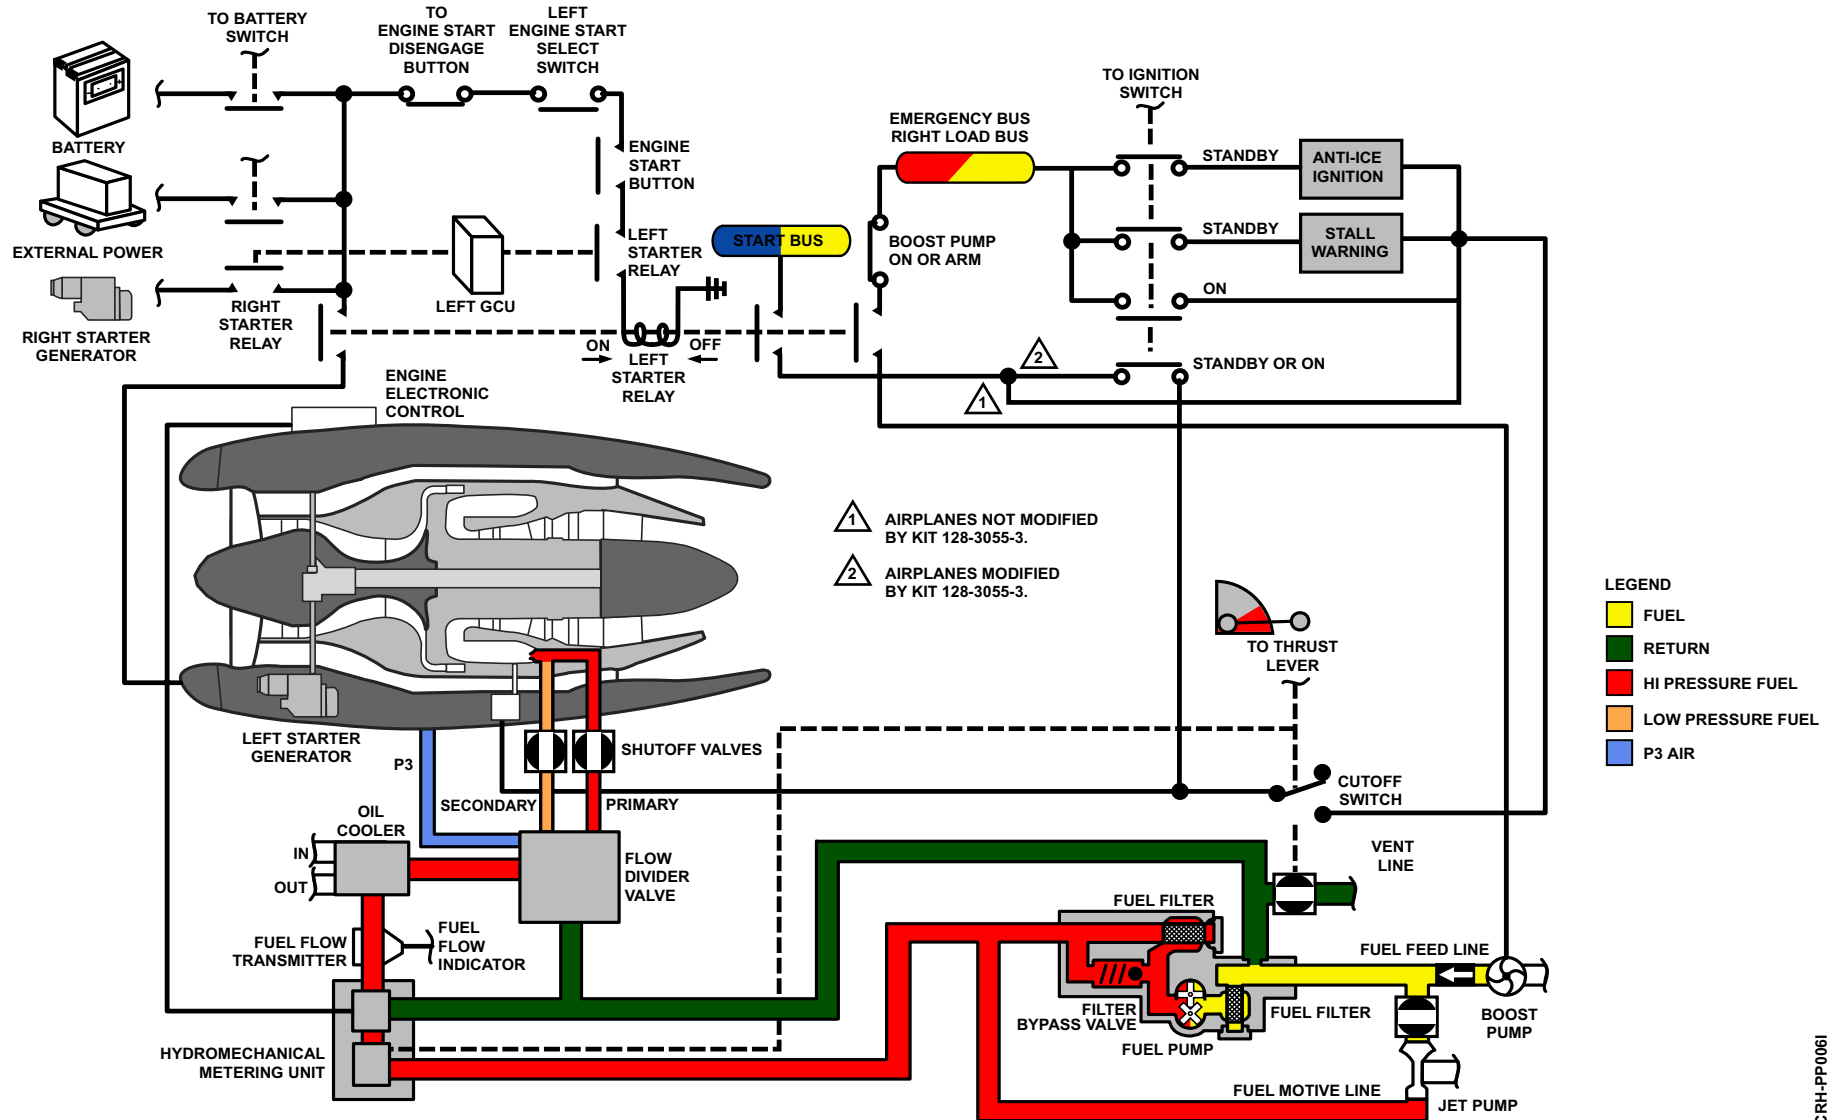 TO BATTERY
SWITCH
TO
ENGINE START
DISENGAGE
BUTTON
LEFT
ENGINE START
SELECT
SWITCH
BATTERY
ENGINE
START
BUTTON
EXTERNAL POWER
LEFT GCU
LEFT
STARTER
RELAY
START BUS
RIGHT STARTER
GENERATOR
RIGHT
STARTER
RELAY
ON
OFF
LEFT
STARTER
RELAY
EMERGENCY BUS
RIGHT LOAD BUS
BOOST PUMP
ON OR ARM
TO IGNITION
SWITCH
STANDBY
ANTI-ICE
IGNITION
STANDBY
STALL
WARNING
ON
STANDBY OR ON
2
1
ENGINE
ELECTRONIC
CONTROL
1
AIRPLANES NOT MODIFIED
BY KIT 128-3055-3.
2
AIRPLANES MODIFIED
BY KIT 128-3055-3.
LEGEND
FUEL
RETURN
HI PRESSURE FUEL
LOW PRESSURE FUEL
P3 AIR
TO THRUST
LEVER
LEFT STARTER
GENERATOR
P3
SHUTOFF VALVES
SECONDARY
PRIMARY
CUTOFF
SWITCH
OIL
COOLER
IN
OUT
FLOW
DIVIDER
VALVE
VENT
LINE
FUEL FLOW
TRANSMITTER
FUEL
FLOW
INDICATOR
FUEL FILTER
FUEL FEED LINE
FILTER
BYPASS VALVE
FUEL FILTER
FUEL PUMP
BOOST
PUMP
HYDROMECHANICAL
METERING UNIT
FUEL MOTIVE LINE
JET PUMP
CRH-PP006I